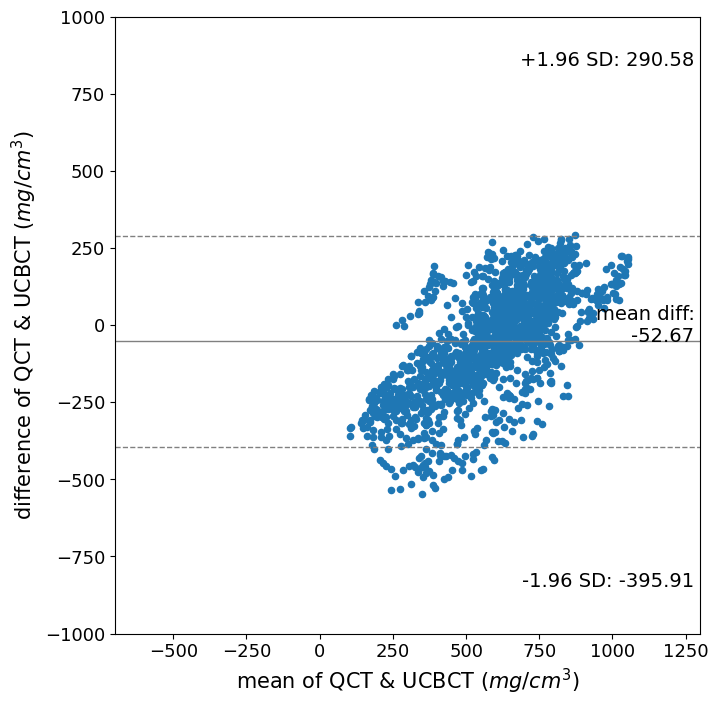 1000
+1.96 SD: 290.58
750
500
250
mean diff:
0
-52.67
−250
−500
−750
-1.96 SD: -395.91
−1000
difference of QCT & UCBCT (mg/cm³)
−500 −250 0 250 500 750 1000 1250
mean of QCT & UCBCT (mg/cm³)